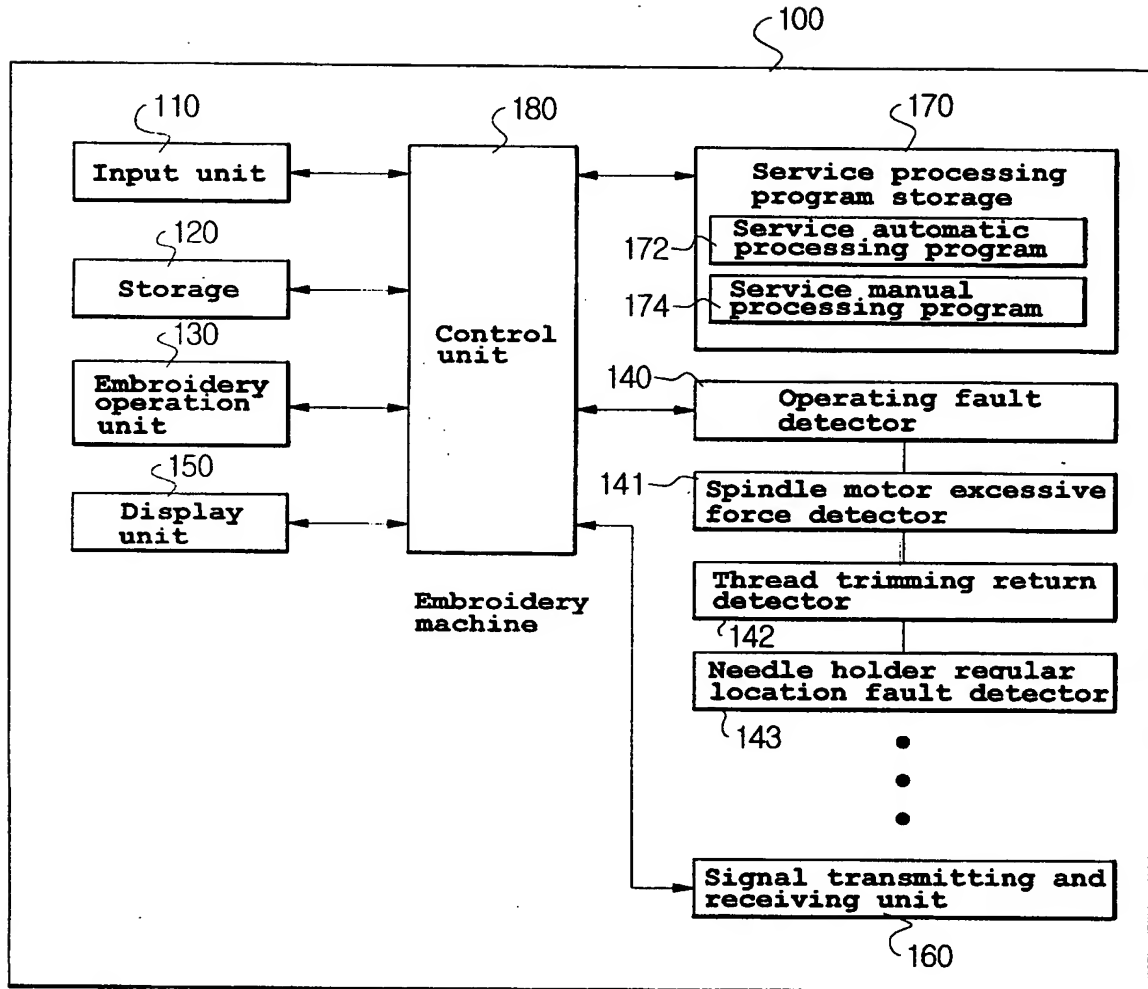 100
110
Input unit
120
Storage
130
Embroidery
operation
unit
150
Display
unit
180
Control
unit
Embroidery
machine
170
Service processing
program storage
172
Service automatic
processing program
174
Service manual
processing program
140
Operating fault
detector
141
Spindle motor excessive
force detector
Thread trimming return
detector
142
Needle holder regular
location fault detector
143
Signal transmitting and
receiving unit
160